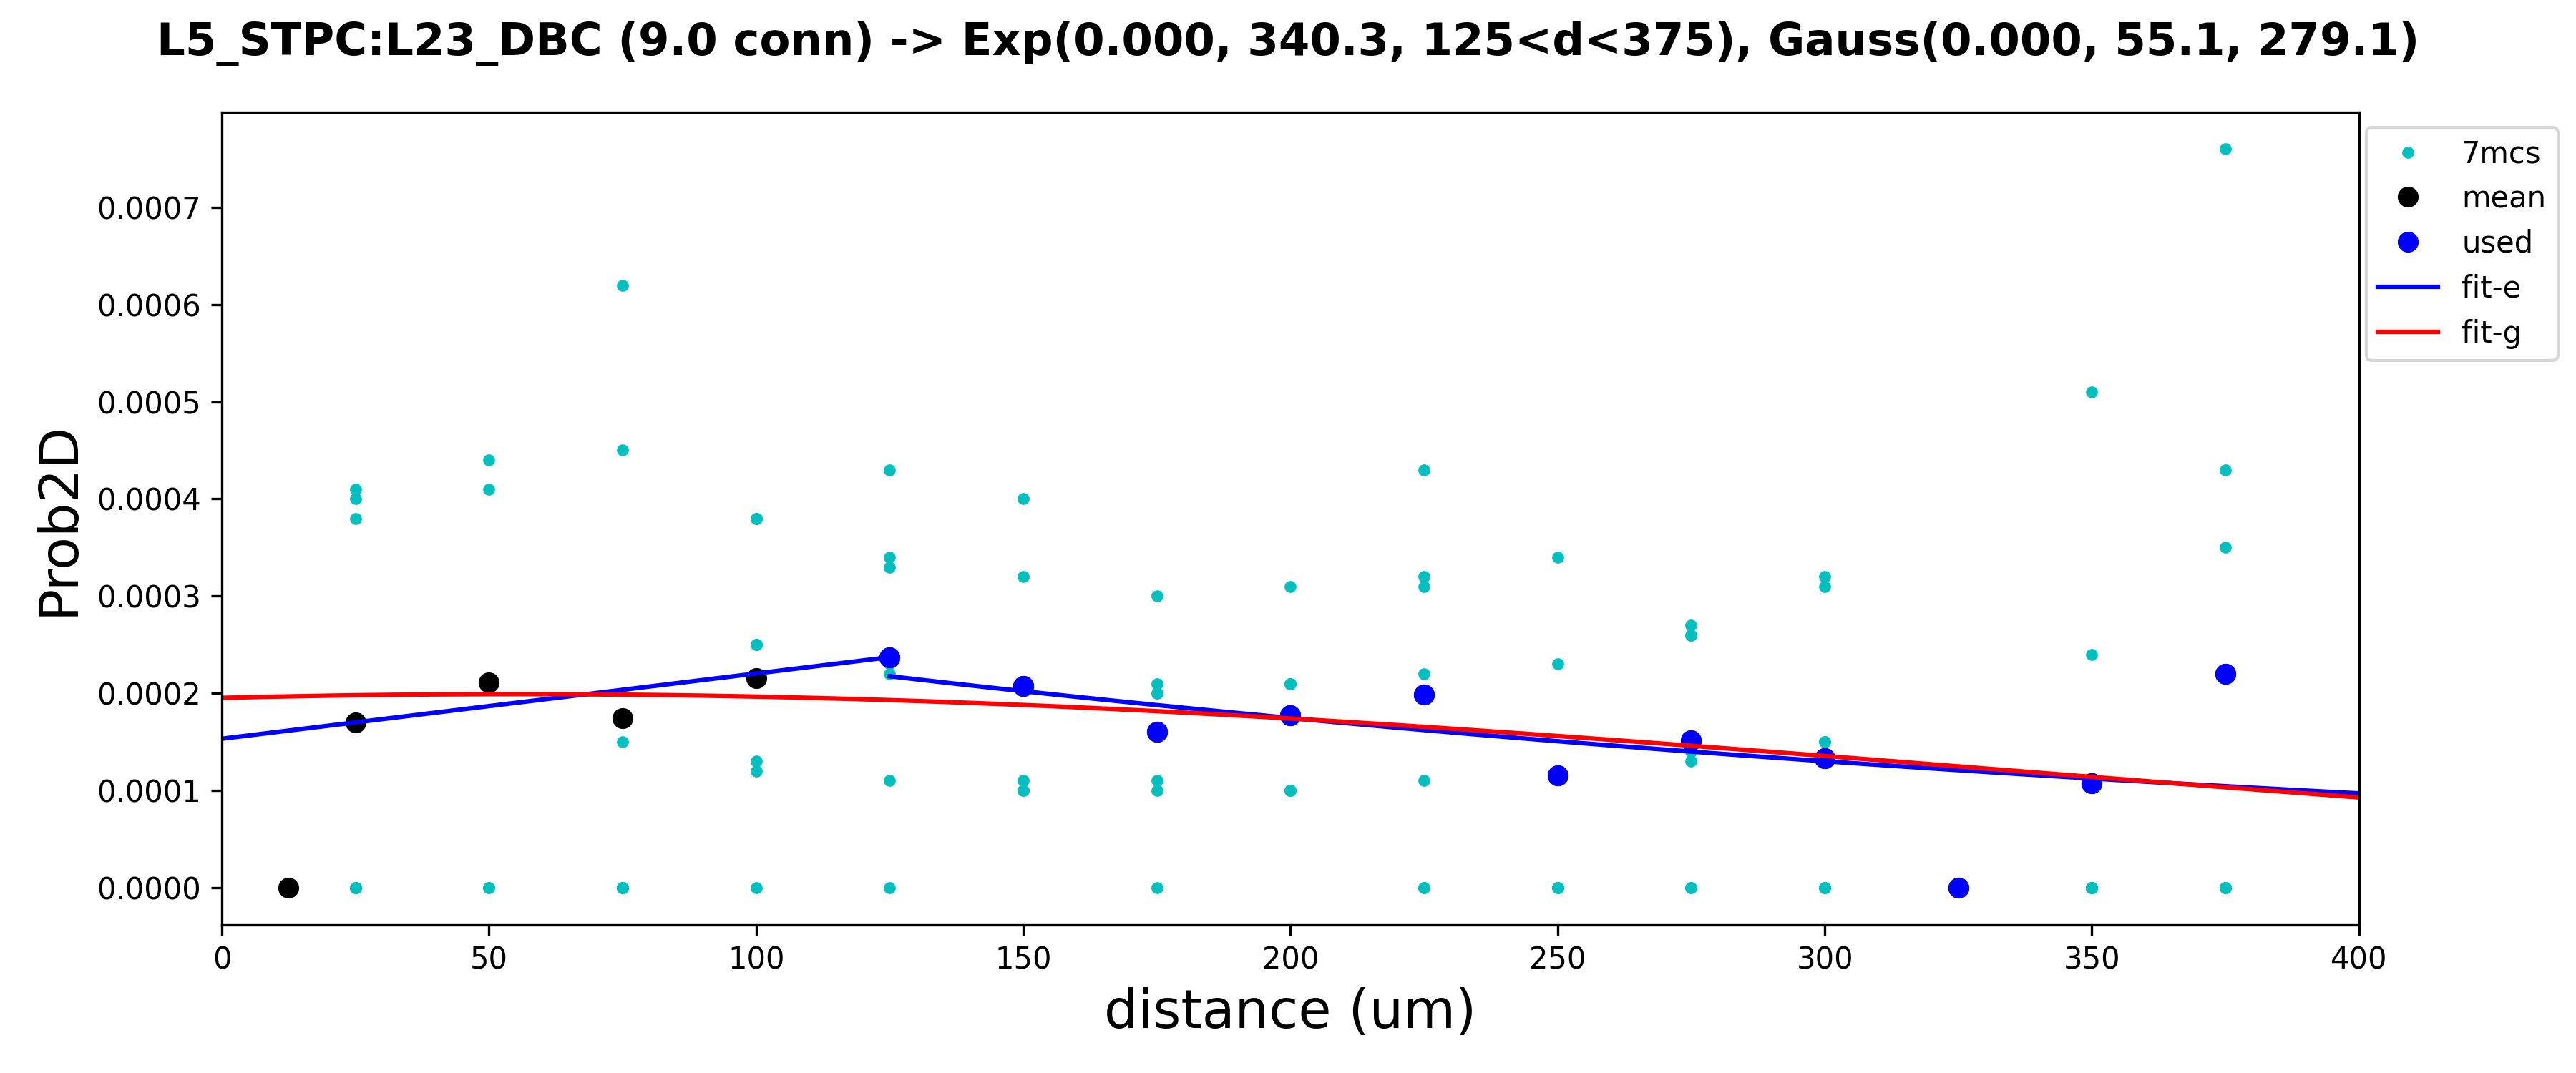 L5_STPC:L23_DBC (9.0 conn) -> Exp(0.000, 340.3, 125<d<375), Gauss(0.000, 55.1, 279.1)
7mcs
mean
used
fit-e
fit-g
Prob2D
0.0007
0.0006
0.0005
0.0004
0.0003
0.0002
0.0001
0.0000
0 50 100 150 200 250 300 350 400
distance (um)